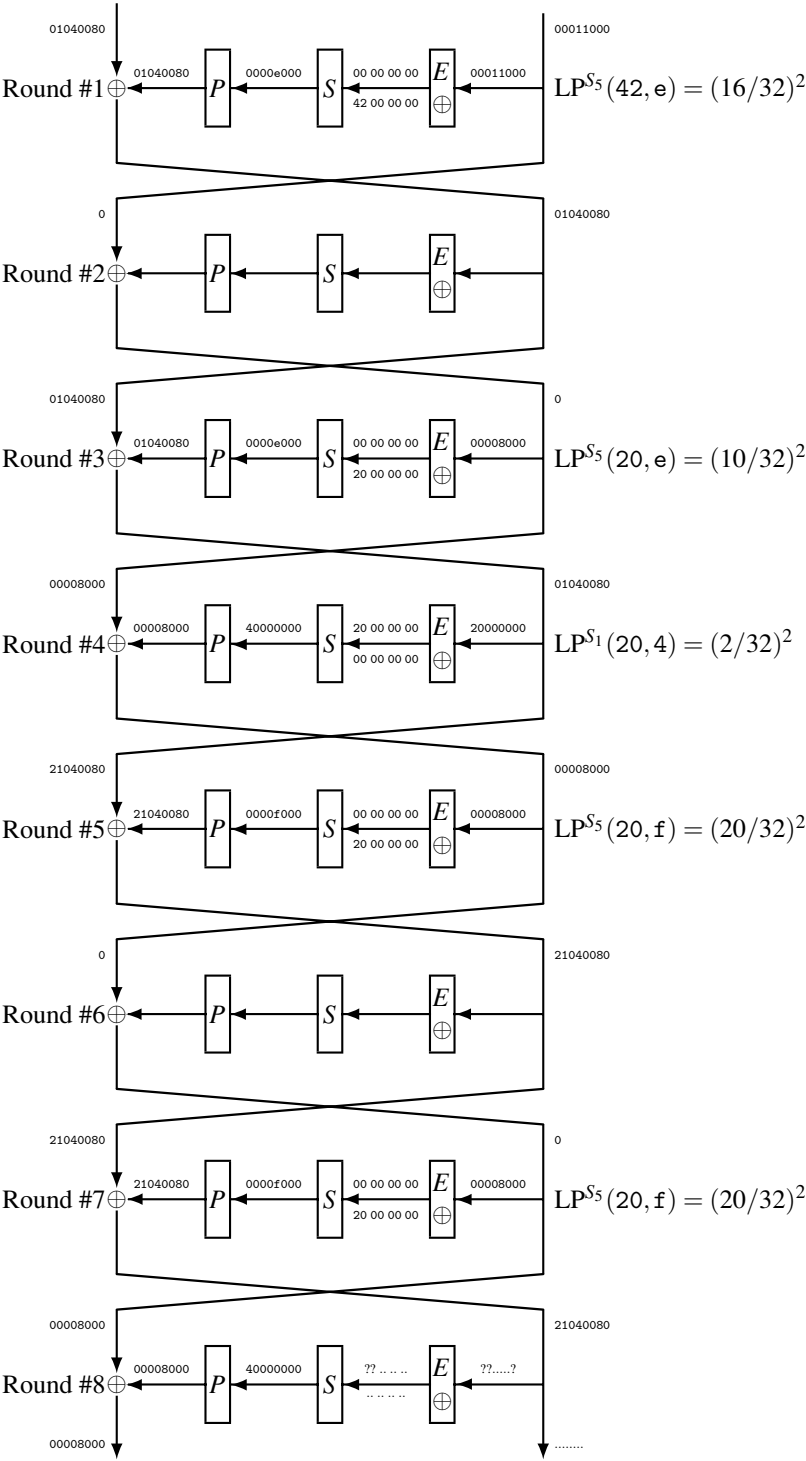 01040080 00011000
Round #1 ⊕ 01040080 P 0000e000 S 00 00 00 00 E 00011000 LP^{S_5}(42,e) = (16/32)^2
42 00 00 00 ⊕
0 01040080
Round #2 ⊕ P S E
⊕
01040080 0
Round #3 ⊕ 01040080 P 0000e000 S 00 00 00 00 E 00008000 LP^{S_5}(20,e) = (10/32)^2
20 00 00 00 ⊕
00008000 01040080
Round #4 ⊕ 00008000 P 40000000 S 20 00 00 00 E 20000000 LP^{S_1}(20,4) = (2/32)^2
00 00 00 00 ⊕
21040080 00008000
Round #5 ⊕ 21040080 P 0000f000 S 00 00 00 00 E 00008000 LP^{S_5}(20,f) = (20/32)^2
20 00 00 00 ⊕
0 21040080
Round #6 ⊕ P S E
⊕
21040080 0
Round #7 ⊕ 21040080 P 0000f000 S 00 00 00 00 E 00008000 LP^{S_5}(20,f) = (20/32)^2
20 00 00 00 ⊕
00008000 21040080
Round #8 ⊕ 00008000 P 40000000 S ?? .. .. .. E ??.....?
.. .. .. .. ⊕
00008000 ........